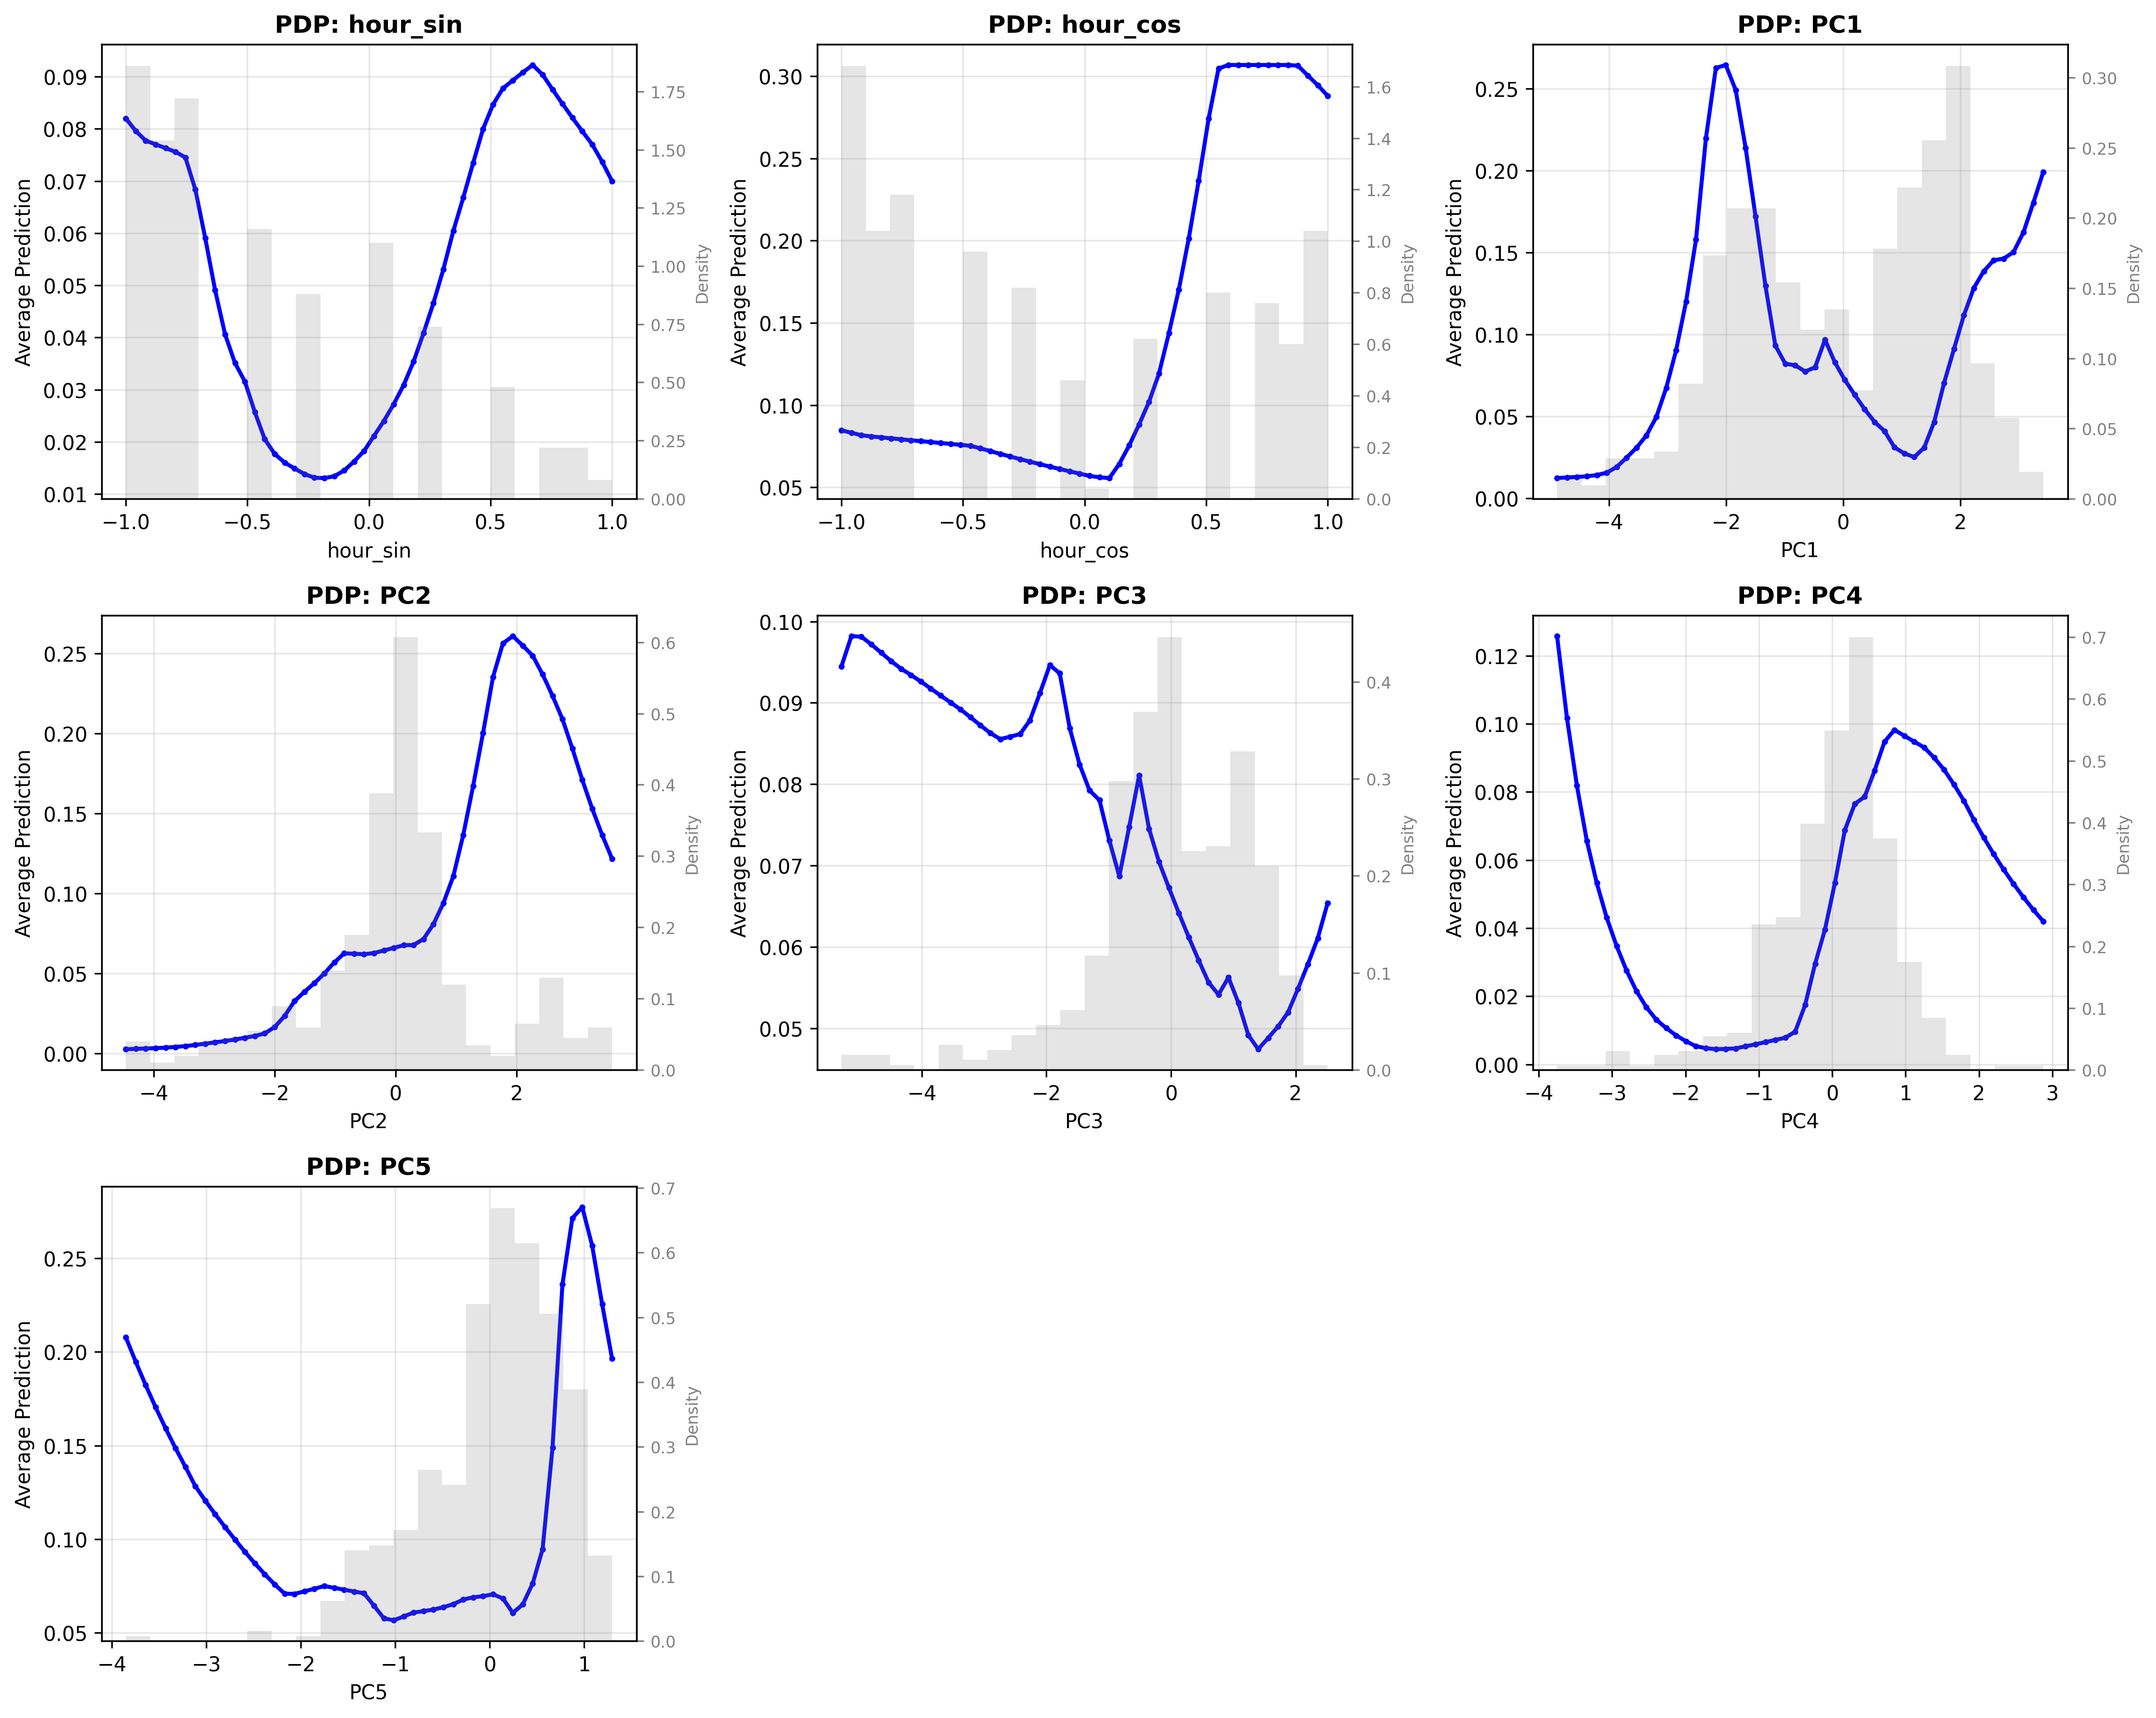 PDP: hour_sin
0.09
0.08
0.07
0.06
0.05
0.04
0.03
0.02
0.01
Average Prediction
1.75
1.50
1.25
1.00
0.75
0.50
0.25
0.00
Density
−1.0 −0.5 0.0 0.5 1.0
hour_sin
PDP: hour_cos
0.30
0.25
0.20
0.15
0.10
0.05
Average Prediction
1.6
1.4
1.2
1.0
0.8
0.6
0.4
0.2
0.0
Density
−1.0 −0.5 0.0 0.5 1.0
hour_cos
PDP: PC1
0.25
0.20
0.15
0.10
0.05
0.00
Average Prediction
0.30
0.25
0.20
0.15
0.10
0.05
0.00
Density
−4 −2 0 2
PC1
PDP: PC2
0.25
0.20
0.15
0.10
0.05
0.00
Average Prediction
0.6
0.5
0.4
0.3
0.2
0.1
0.0
Density
−4 −2 0 2
PC2
PDP: PC3
0.10
0.09
0.08
0.07
0.06
0.05
Average Prediction
0.4
0.3
0.2
0.1
0.0
Density
−4 −2 0 2
PC3
PDP: PC4
0.12
0.10
0.08
0.06
0.04
0.02
0.00
Average Prediction
0.7
0.6
0.5
0.4
0.3
0.2
0.1
0.0
Density
−4 −3 −2 −1 0 1 2 3
PC4
PDP: PC5
0.25
0.20
0.15
0.10
0.05
Average Prediction
0.7
0.6
0.5
0.4
0.3
0.2
0.1
0.0
Density
−4 −3 −2 −1 0 1
PC5